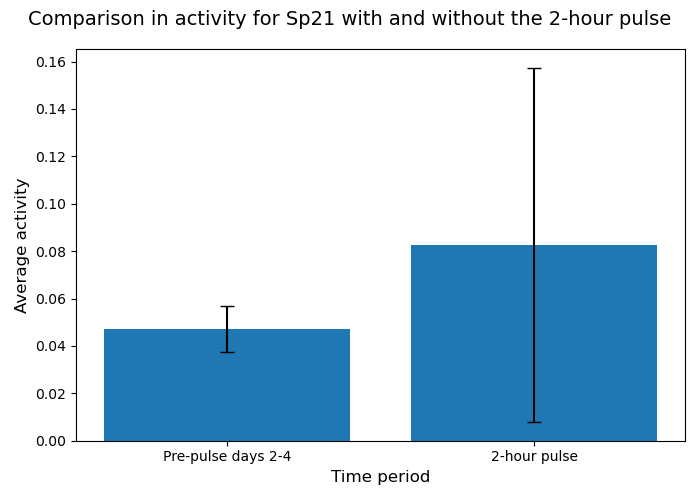 Comparison in activity for Sp21 with and without the 2-hour pulse
0.16
0.14
0.12
0.10
0.08
0.06
0.04
0.02
0.00
Average activity
Pre-pulse days 2-4
2-hour pulse
Time period